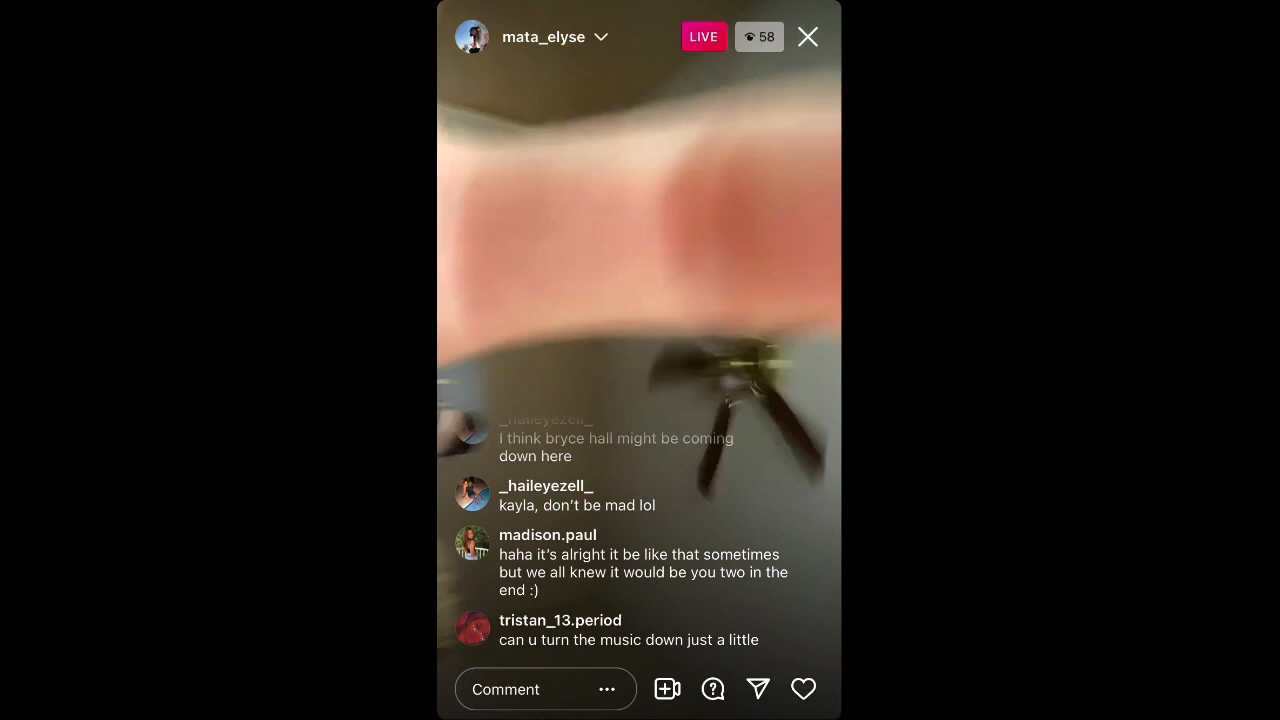 mata_elyse
LIVE
58
_haileyezell_
I think bryce hall might be coming
down here
_haileyezell_
kayla, don't be mad lol
madison.paul
haha it’s alright it be like that sometimes
but we all knew it would be you two in the
end :)
tristan_13.period
can u turn the music down just a little
Comment